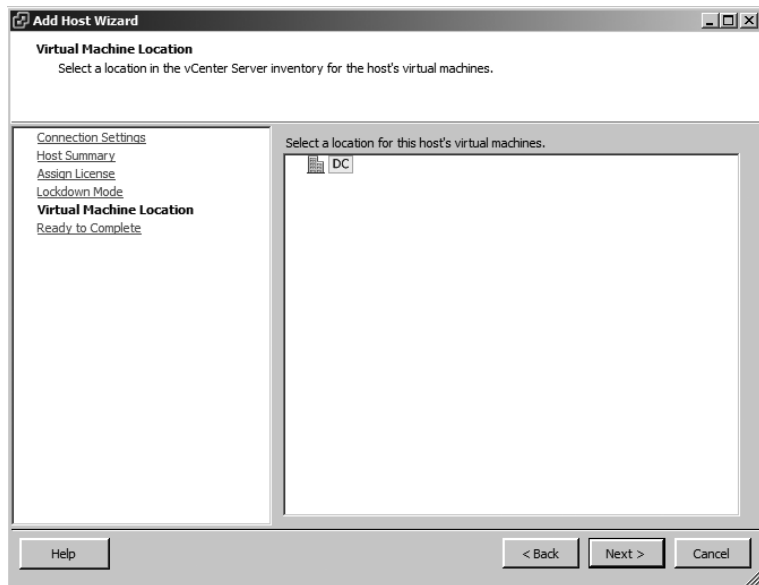 Add Host Wizard
Virtual Machine Location
Select a location in the vCenter Server inventory for the host's virtual machines.
Connection Settings
Host Summary
Assign License
Lockdown Mode
Virtual Machine Location
Ready to Complete
Select a location for this host's virtual machines.
DC
Help
< Back
Next >
Cancel